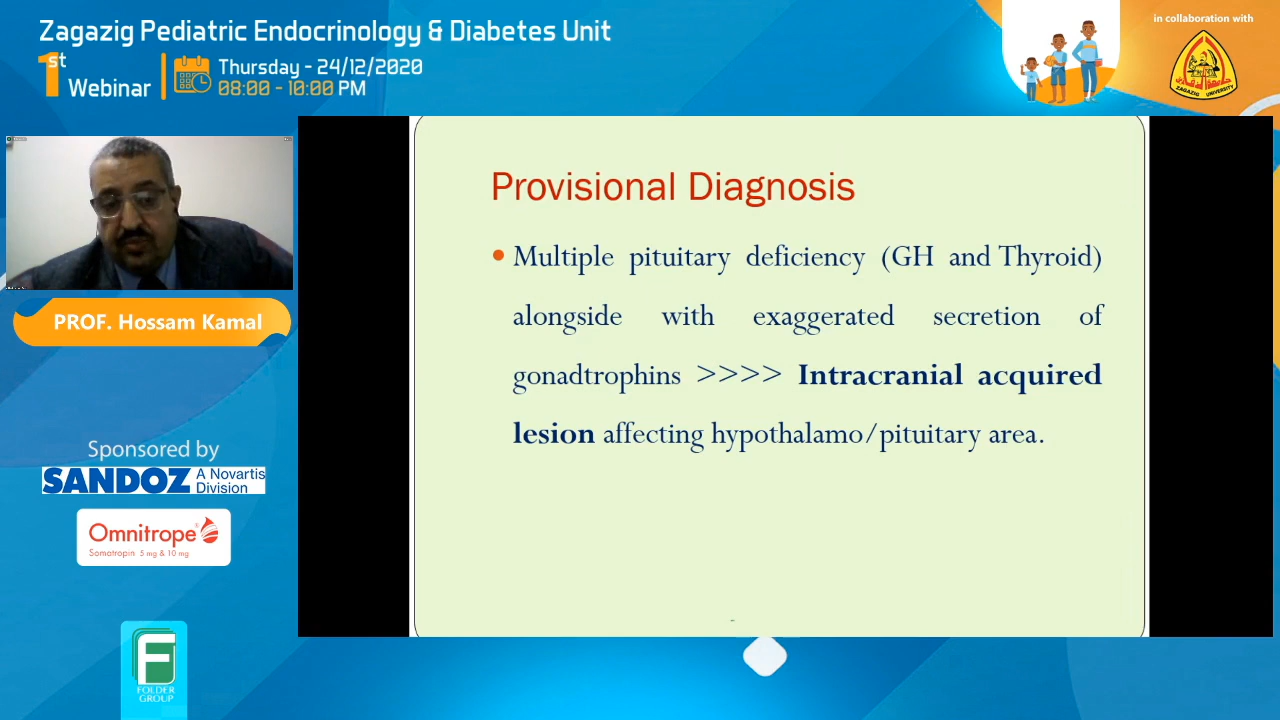 Zagazig Pediatric Endocrinology & Diabetes Unit
1st Webinar
Thursday - 24/12/2020
08:00 - 10:00 PM
in collaboration with
ZAGAZIG UNIVERSITY
Provisional Diagnosis
Multiple pituitary deficiency (GH and Thyroid)
alongside with exaggerated secretion of
gonadtrophins >>>> Intracranial acquired
lesion affecting hypothalamo/pituitary area.
PROF. Hossam Kamal
Sponsored by
SANDOZ A Novartis
Division
Omnitrope®
Somatropin 5 mg & 10 mg
F
FOLDER
GROUP